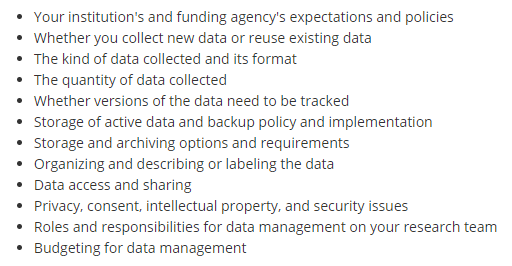 • Your institution's and funding agency's expectations and policies
• Whether you collect new data or reuse existing data
• The kind of data collected and its format
• The quantity of data collected
• Whether versions of the data need to be tracked
• Storage of active data and backup policy and implementation
• Storage and archiving options and requirements
• Organizing and describing or labeling the data
• Data access and sharing
• Privacy, consent, intellectual property, and security issues
• Roles and responsibilities for data management on your research team
• Budgeting for data management